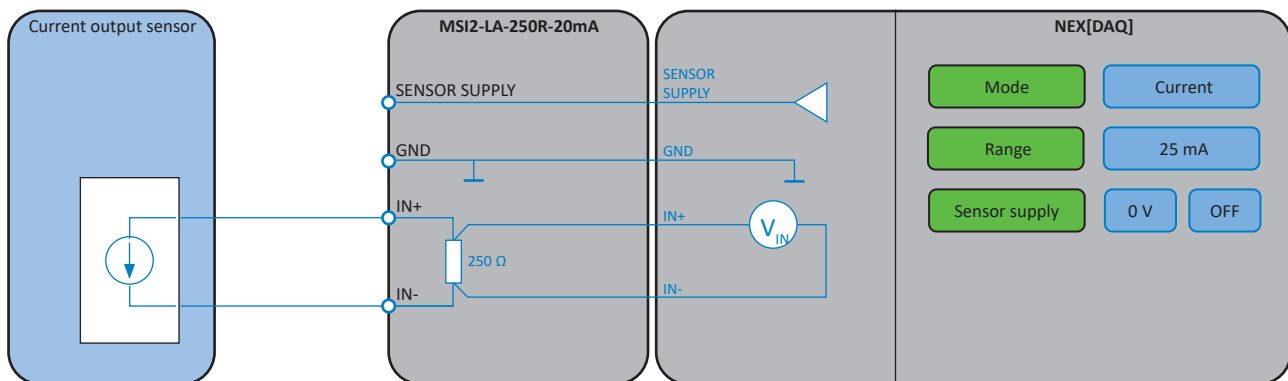 Current output sensor
MSI2-LA-250R-20mA
SENSOR SUPPLY
GND
IN+
250 Ω
IN-
SENSOR
SUPPLY
GND
IN+
V IN
IN-
NEX[DAQ]
Mode
Current
Range
25 mA
Sensor supply
0 V
OFF